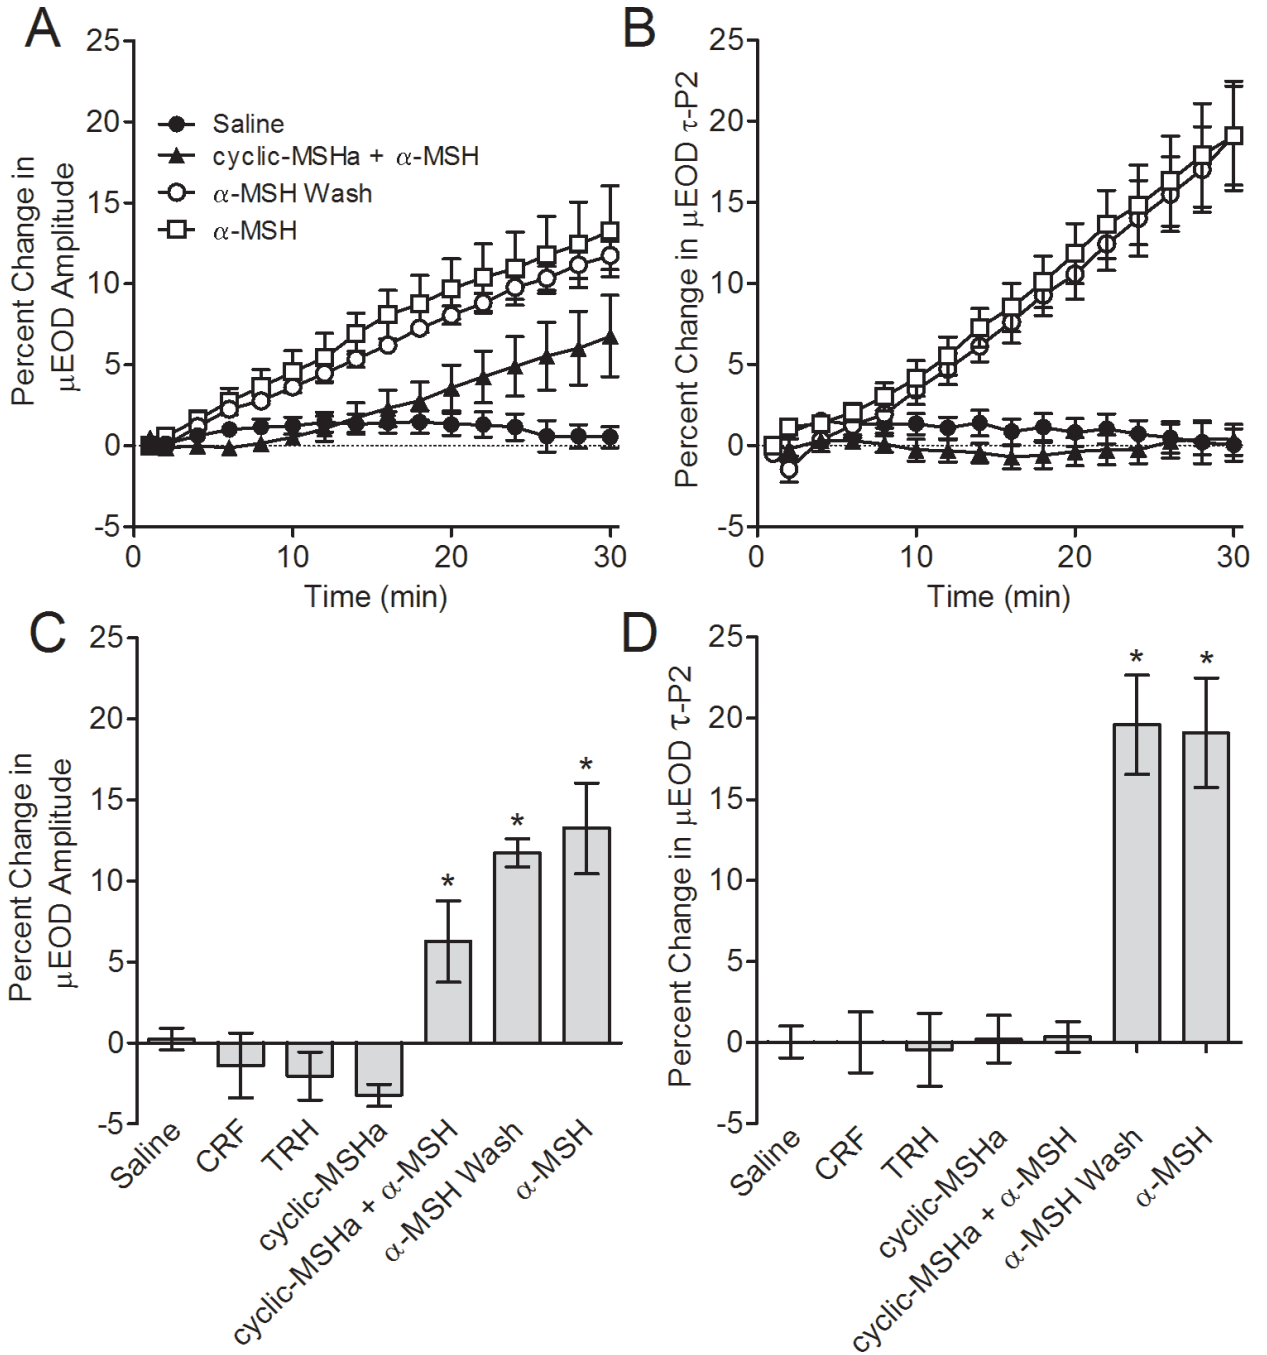 A
25
20
15
10
5
0
-5
0
10
20
30
Time (min)
Percent Change in
μEOD Amplitude
Saline
cyclic-MSHa + α-MSH
α-MSH Wash
α-MSH
B
25
20
15
10
5
0
-5
0
10
20
30
Time (min)
Percent Change in μEOD τ-P2
C
25
20
15
10
5
0
-5
Percent Change in
μEOD Amplitude
*
*
*
Saline
CRF
TRH
cyclic-MSHa
cyclic-MSHa + α-MSH
α-MSH Wash
α-MSH
D
25
20
15
10
5
0
-5
Percent Change in μEOD τ-P2
*
*
Saline
CRF
TRH
cyclic-MSHa
cyclic-MSHa + α-MSH
α-MSH Wash
α-MSH